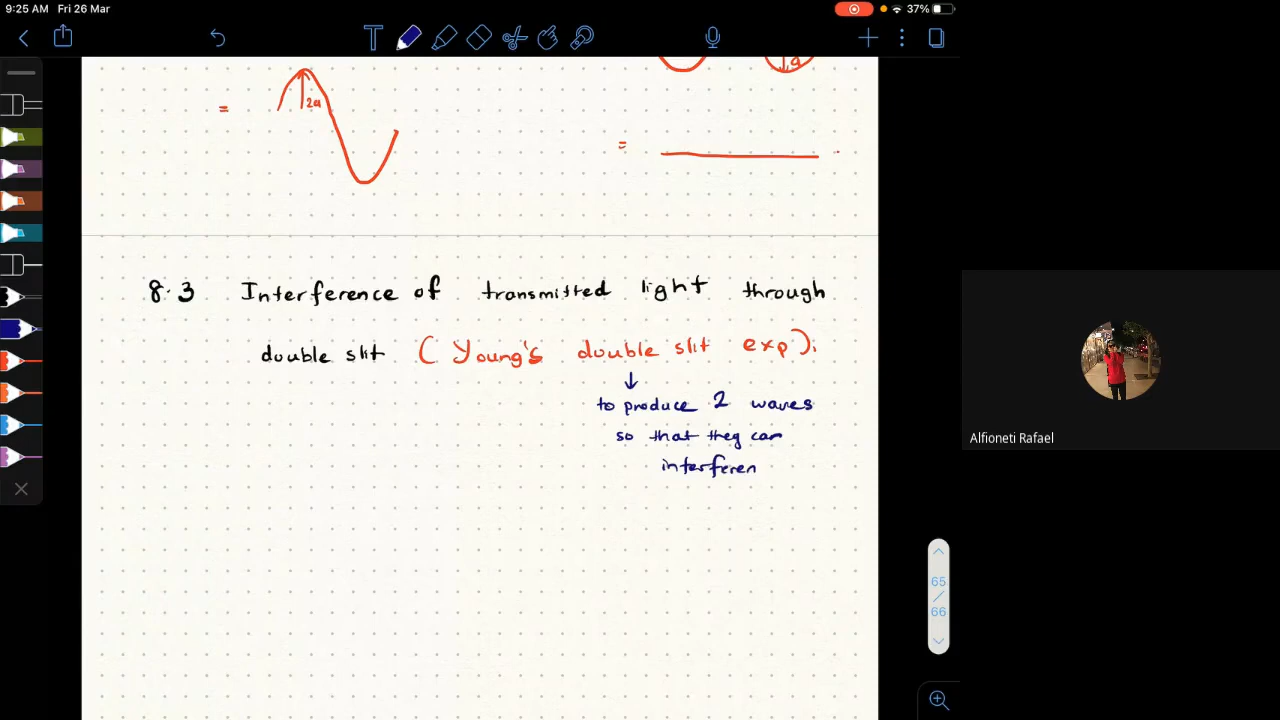 9:25 AM Fri 26 Mar
37%
a
= 2a
=
8.3 Interference of transmitted light through
double slit (Young's double slit exp).
↓
to produce 2 waves
so that they can
interferen
Alfioneti Rafael
65
/
66